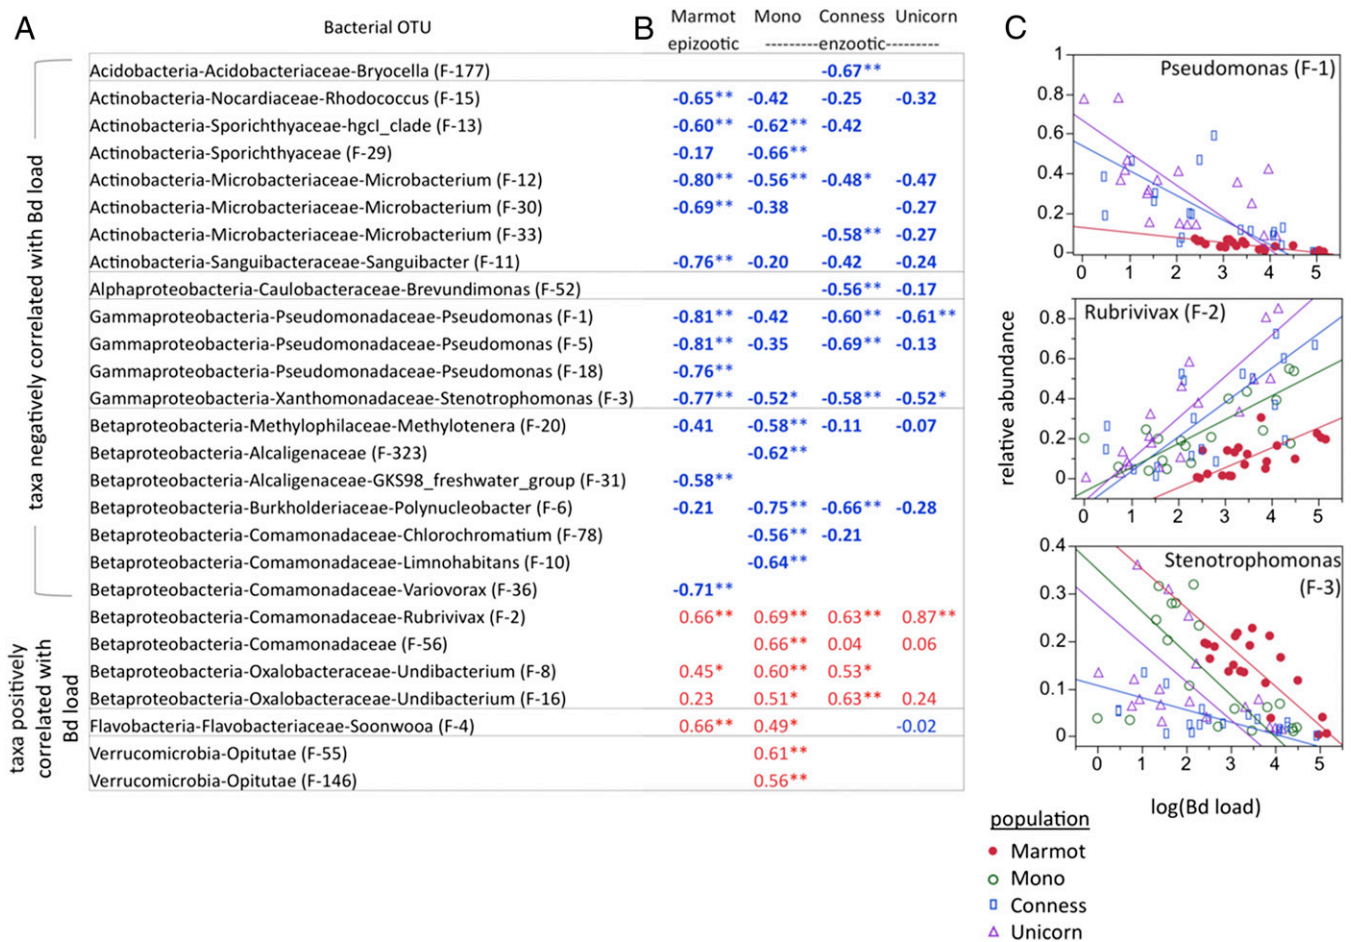 A
Bacterial OTU
B
Marmot Mono Conness Unicorn
epizootic ---------enzootic---------
taxa negatively correlated with Bd load
Acidobacteria-Acidobacteriaceae-Bryocella (F-177) -0.67**
Actinobacteria-Nocardiaceae-Rhodococcus (F-15) -0.65** -0.42 -0.25 -0.32
Actinobacteria-Sporichthyaceae-hgcI_clade (F-13) -0.60** -0.62** -0.42
Actinobacteria-Sporichthyaceae (F-29) -0.17 -0.66**
Actinobacteria-Microbacteriaceae-Microbacterium (F-12) -0.80** -0.56** -0.48* -0.47
Actinobacteria-Microbacteriaceae-Microbacterium (F-30) -0.69** -0.38 -0.27
Actinobacteria-Microbacteriaceae-Microbacterium (F-33) -0.58** -0.27
Actinobacteria-Sanguibacteraceae-Sanguibacter (F-11) -0.76** -0.20 -0.42 -0.24
Alphaproteobacteria-Caulobacteraceae-Brevundimonas (F-52) -0.56** -0.17
Gammaproteobacteria-Pseudomonadaceae-Pseudomonas (F-1) -0.81** -0.42 -0.60** -0.61**
Gammaproteobacteria-Pseudomonadaceae-Pseudomonas (F-5) -0.81** -0.35 -0.69** -0.13
Gammaproteobacteria-Pseudomonadaceae-Pseudomonas (F-18) -0.76**
Gammaproteobacteria-Xanthomonadaceae-Stenotrophomonas (F-3) -0.77** -0.52* -0.58** -0.52*
Betaproteobacteria-Methylophilaceae-Methylotenera (F-20) -0.41 -0.58** -0.11 -0.07
Betaproteobacteria-Alcaligenaceae (F-323) -0.62**
Betaproteobacteria-Alcaligenaceae-GKS98_freshwater_group (F-31) -0.58**
Betaproteobacteria-Burkholderiaceae-Polynucleobacter (F-6) -0.21 -0.75** -0.66** -0.28
Betaproteobacteria-Comamonadaceae-Chlorochromatium (F-78) -0.56** -0.21
Betaproteobacteria-Comamonadaceae-Limnohabitans (F-10) -0.64**
Betaproteobacteria-Comamonadaceae-Variovorax (F-36) -0.71**
taxa positively
correlated with
Bd load
Betaproteobacteria-Comamonadaceae-Rubrivivax (F-2) 0.66** 0.69** 0.63** 0.87**
Betaproteobacteria-Comamonadaceae (F-56) 0.66** 0.04 0.06
Betaproteobacteria-Oxalobacteraceae-Undibacterium (F-8) 0.45* 0.60** 0.53*
Betaproteobacteria-Oxalobacteraceae-Undibacterium (F-16) 0.23 0.51* 0.63** 0.24
Flavobacteria-Flavobacteriaceae-Soonwooa (F-4) 0.66** 0.49* -0.02
Verrucomicrobia-Opitutae (F-55) 0.61**
Verrucomicrobia-Opitutae (F-146) 0.56**
C
Pseudomonas (F-1)
1
0.8
0.6
0.4
0.2
0
0 1 2 3 4 5
relative abundance
Rubrivivax (F-2)
0.8
0.6
0.4
0.2
0
0 1 2 3 4 5
Stenotrophomonas
(F-3)
0.4
0.3
0.2
0.1
0
0 1 2 3 4 5
log(Bd load)
population
Marmot
Mono
Conness
Unicorn